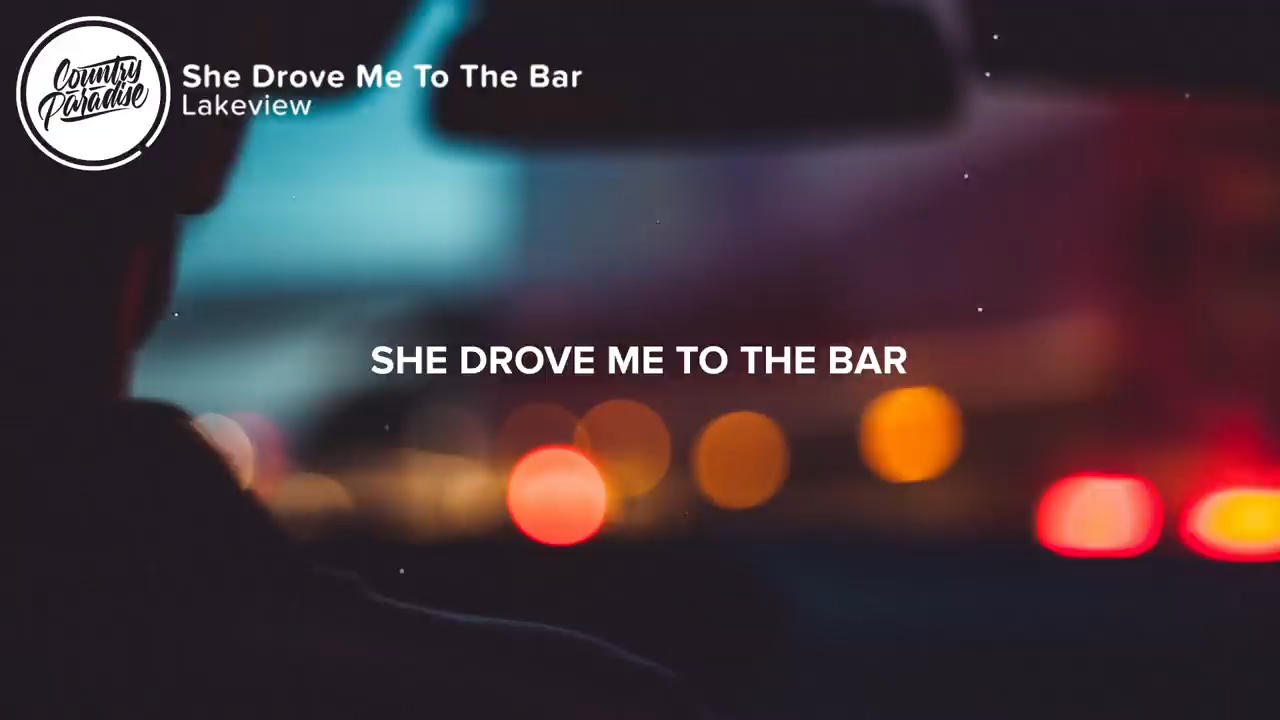 Country
Paradise
She Drove Me To The Bar
Lakeview
SHE DROVE ME TO THE BAR